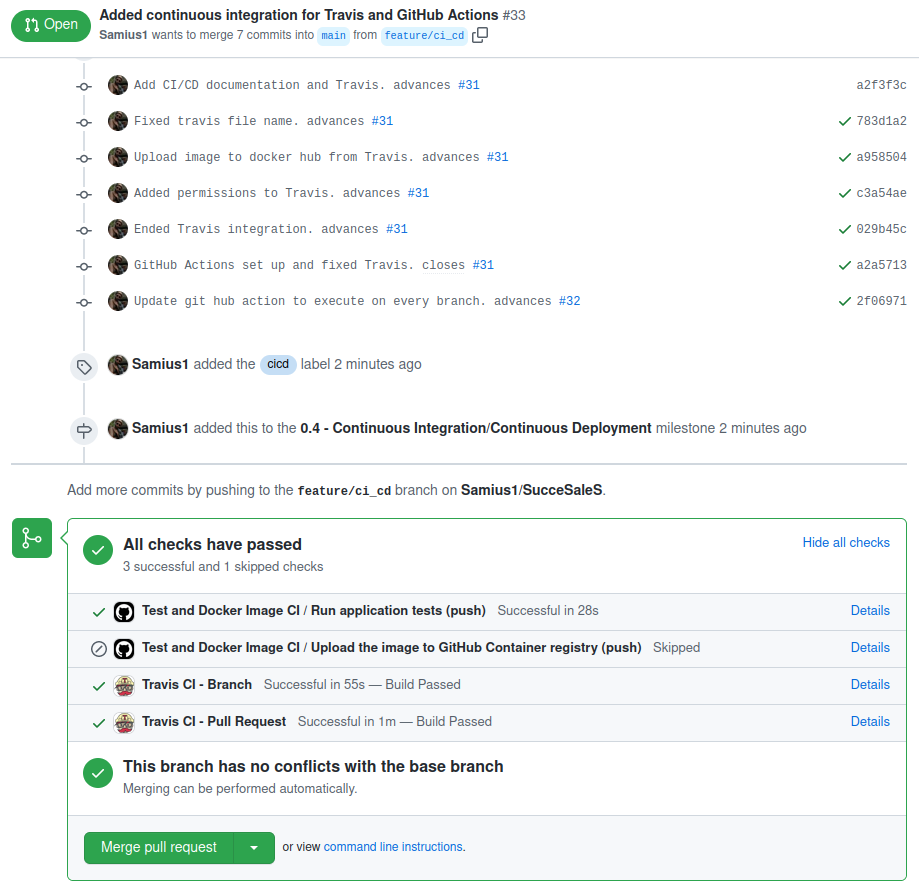 Open
Added continuous integration for Travis and GitHub Actions #33
Samius1 wants to merge 7 commits into main from feature/ci_cd
Add CI/CD documentation and Travis. advances #31 a2f3f3c
Fixed travis file name. advances #31 783d1a2
Upload image to docker hub from Travis. advances #31 a958504
Added permissions to Travis. advances #31 c3a54ae
Ended Travis integration. advances #31 029b45c
GitHub Actions set up and fixed Travis. closes #31 a2a5713
Update git hub action to execute on every branch. advances #32 2f06971
Samius1 added the cicd label 2 minutes ago
Samius1 added this to the 0.4 - Continuous Integration/Continuous Deployment milestone 2 minutes ago
Add more commits by pushing to the feature/ci_cd branch on Samius1/SucceSaleS.
All checks have passed Hide all checks
3 successful and 1 skipped checks
Test and Docker Image CI / Run application tests (push) Successful in 28s Details
Test and Docker Image CI / Upload the image to GitHub Container registry (push) Skipped Details
Travis CI - Branch Successful in 55s — Build Passed Details
Travis CI - Pull Request Successful in 1m — Build Passed Details
This branch has no conflicts with the base branch
Merging can be performed automatically.
Merge pull request or view command line instructions.